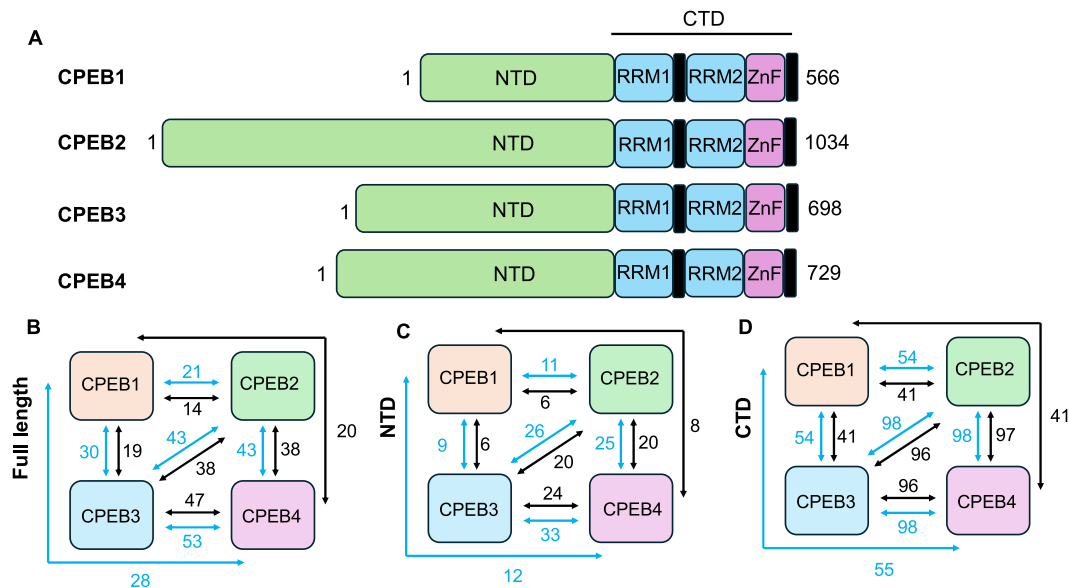 CTD
A
CPEB1 1 NTD RRM1 RRM2 ZnF 566
CPEB2 1 NTD RRM1 RRM2 ZnF 1034
CPEB3 1 NTD RRM1 RRM2 ZnF 698
CPEB4 1 NTD RRM1 RRM2 ZnF 729
B
Full length
CPEB1 21 CPEB2
14
30 19 43 38 43 38 20
CPEB3 47 CPEB4
53
28
C
NTD
CPEB1 11 CPEB2
6
9 6 26 20 25 20 8
CPEB3 24 CPEB4
33
12
D
CTD
CPEB1 54 CPEB2
41
54 41 98 96 98 97 41
CPEB3 96 CPEB4
98
55